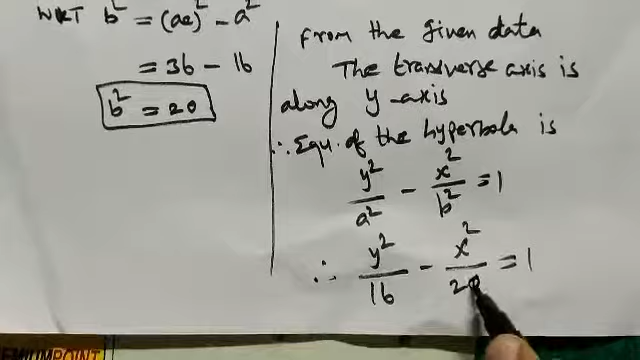 WKT b² = (ae)² - a²
= 36 - 16
b² = 20
From the given data
The transverse axis is
along y-axis
∴ Equ. of the hyperbola is
y²/a² - x²/b² = 1
∴ y²/16 - x²/20 = 1
EMIUMPOINT